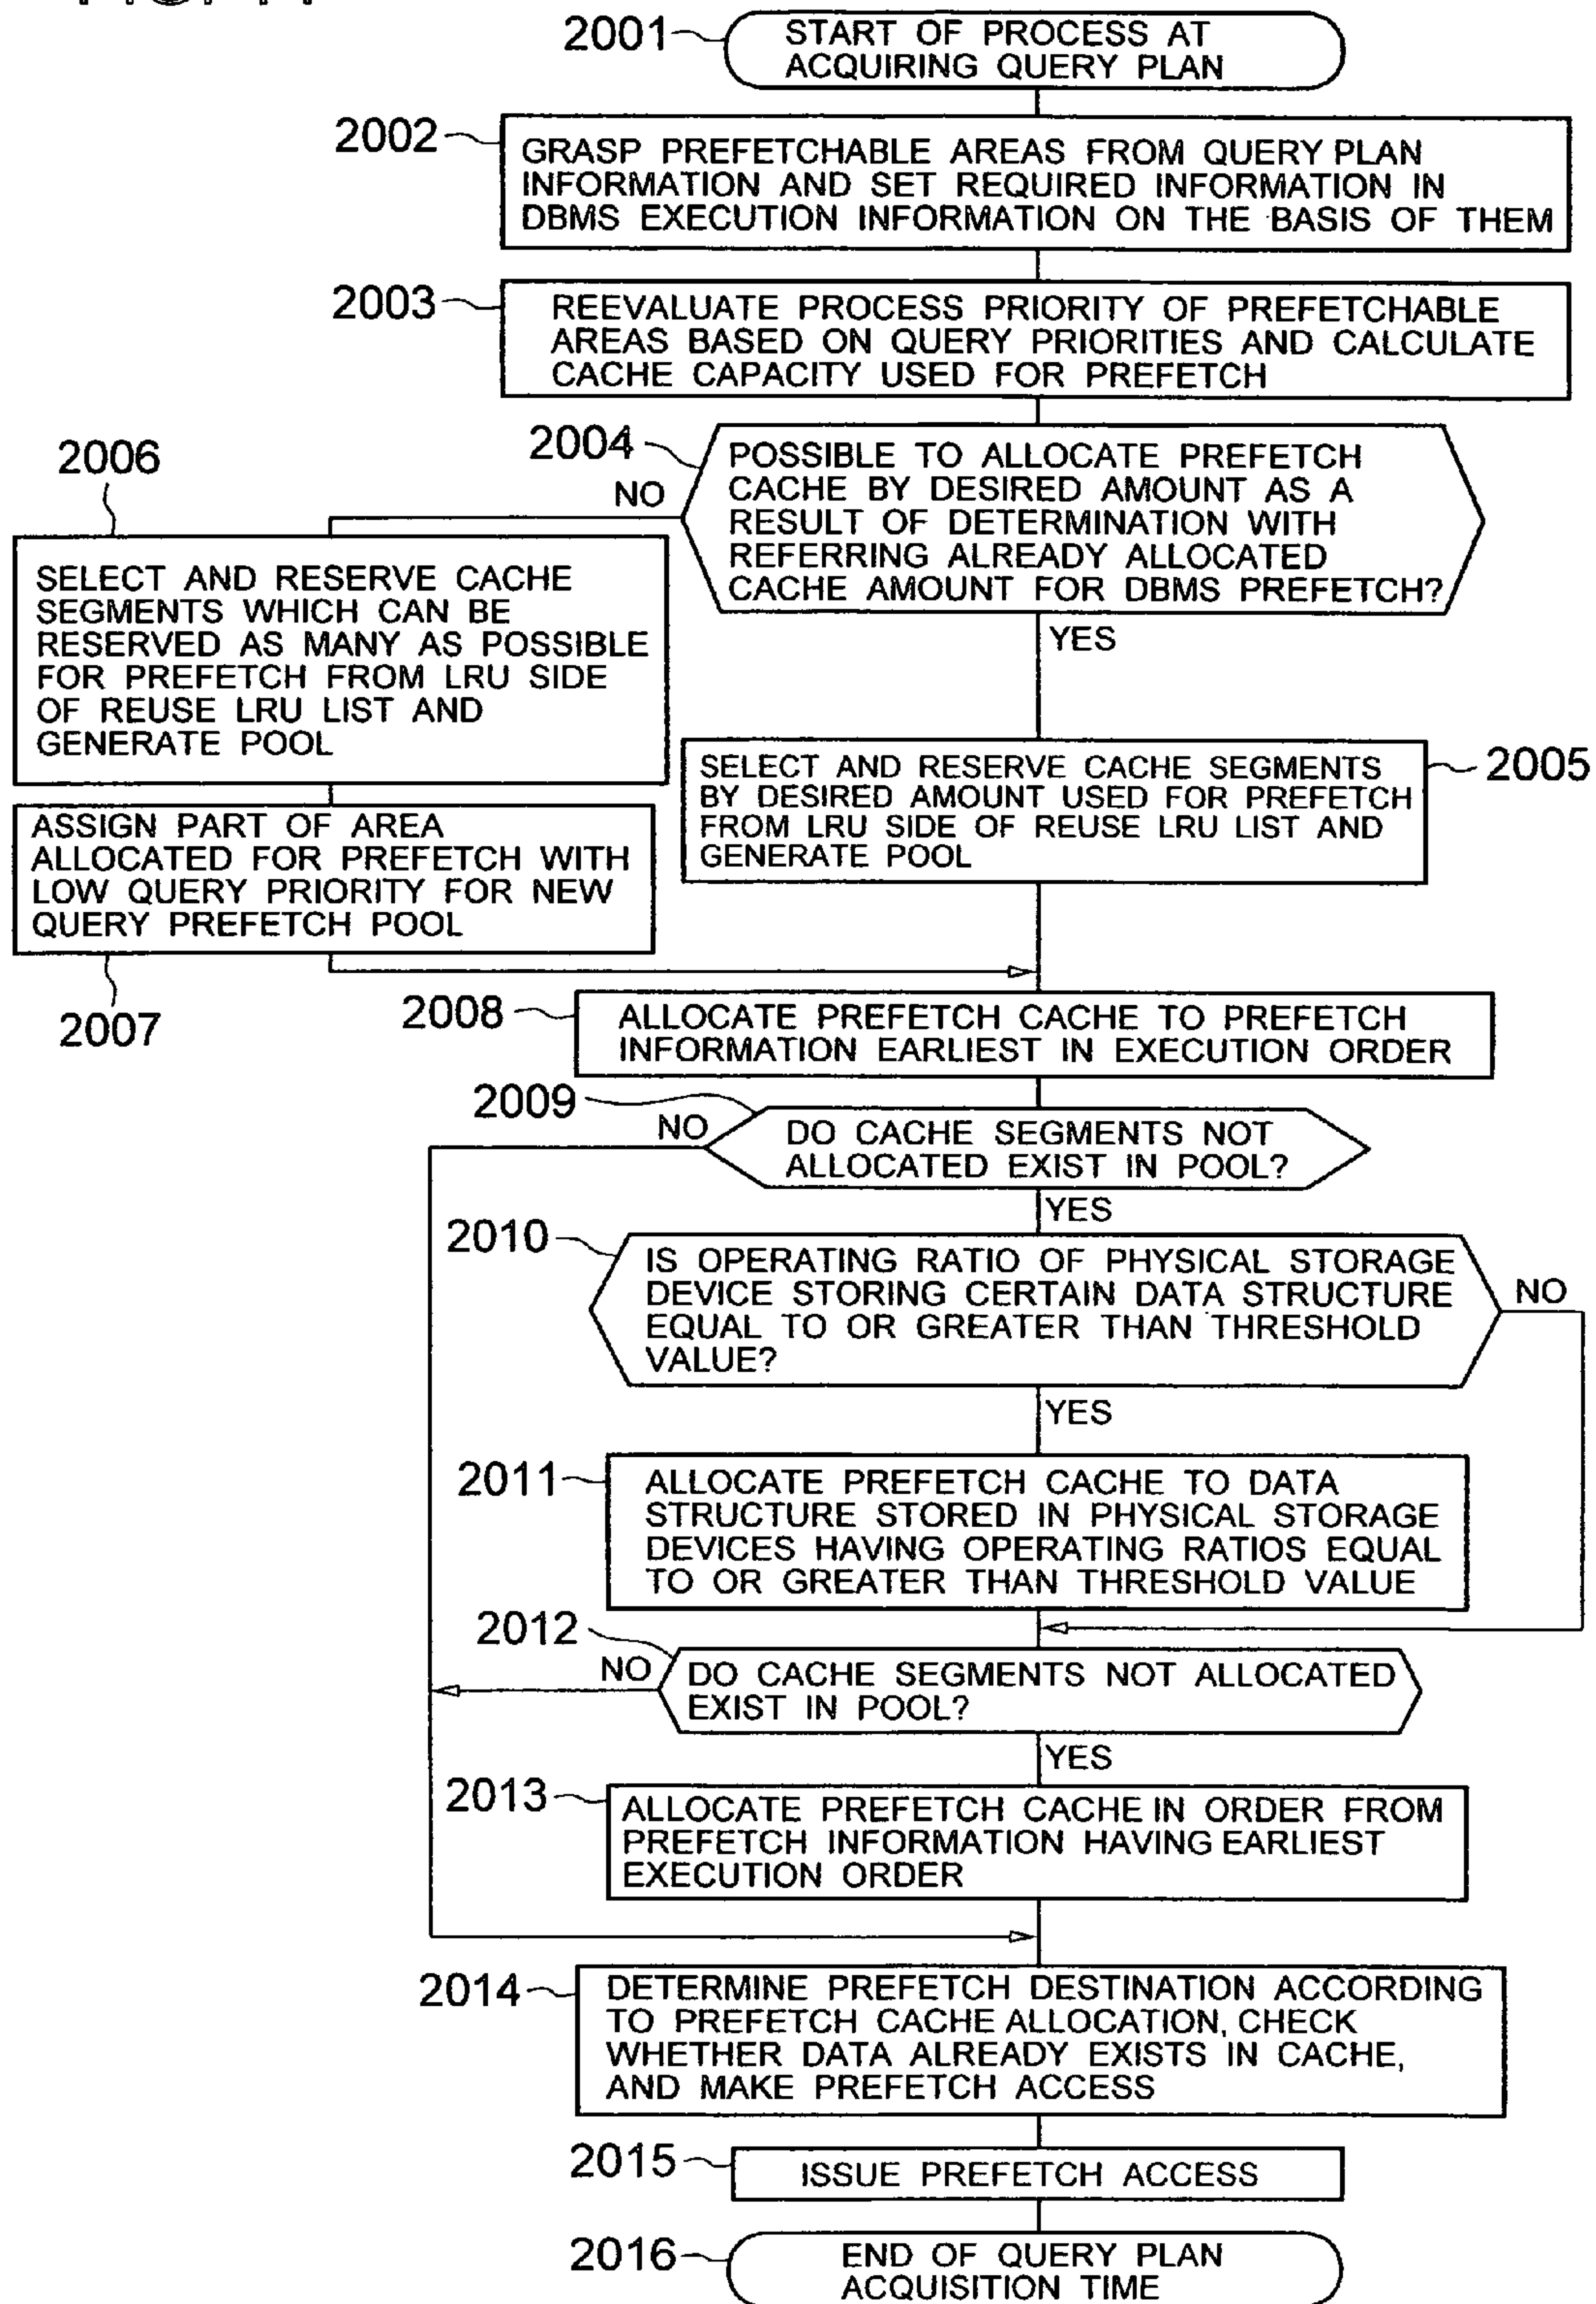 2001
START OF PROCESS AT
ACQUIRING QUERY PLAN
2002
GRASP PREFETCHABLE AREAS FROM QUERY PLAN
INFORMATION AND SET REQUIRED INFORMATION IN
DBMS EXECUTION INFORMATION ON THE BASIS OF THEM
2003
REEVALUATE PROCESS PRIORITY OF PREFETCHABLE
AREAS BASED ON QUERY PRIORITIES AND CALCULATE
CACHE CAPACITY USED FOR PREFETCH
2004
POSSIBLE TO ALLOCATE PREFETCH
CACHE BY DESIRED AMOUNT AS A
RESULT OF DETERMINATION WITH
REFERRING ALREADY ALLOCATED
CACHE AMOUNT FOR DBMS PREFETCH?
NO
YES
2006
SELECT AND RESERVE CACHE
SEGMENTS WHICH CAN BE
RESERVED AS MANY AS POSSIBLE
FOR PREFETCH FROM LRU SIDE
OF REUSE LRU LIST AND
GENERATE POOL
2005
SELECT AND RESERVE CACHE SEGMENTS
BY DESIRED AMOUNT USED FOR PREFETCH
FROM LRU SIDE OF REUSE LRU LIST AND
GENERATE POOL
ASSIGN PART OF AREA
ALLOCATED FOR PREFETCH WITH
LOW QUERY PRIORITY FOR NEW
QUERY PREFETCH POOL
2007
2008
ALLOCATE PREFETCH CACHE TO PREFETCH
INFORMATION EARLIEST IN EXECUTION ORDER
2009
NO
DO CACHE SEGMENTS NOT
ALLOCATED EXIST IN POOL?
YES
2010
IS OPERATING RATIO OF PHYSICAL STORAGE
DEVICE STORING CERTAIN DATA STRUCTURE
EQUAL TO OR GREATER THAN THRESHOLD
VALUE?
NO
YES
2011
ALLOCATE PREFETCH CACHE TO DATA
STRUCTURE STORED IN PHYSICAL STORAGE
DEVICES HAVING OPERATING RATIOS EQUAL
TO OR GREATER THAN THRESHOLD VALUE
2012
NO
DO CACHE SEGMENTS NOT ALLOCATED
EXIST IN POOL?
YES
2013
ALLOCATE PREFETCH CACHE IN ORDER FROM
PREFETCH INFORMATION HAVING EARLIEST
EXECUTION ORDER
2014
DETERMINE PREFETCH DESTINATION ACCORDING
TO PREFETCH CACHE ALLOCATION, CHECK
WHETHER DATA ALREADY EXISTS IN CACHE,
AND MAKE PREFETCH ACCESS
2015
ISSUE PREFETCH ACCESS
2016
END OF QUERY PLAN
ACQUISITION TIME